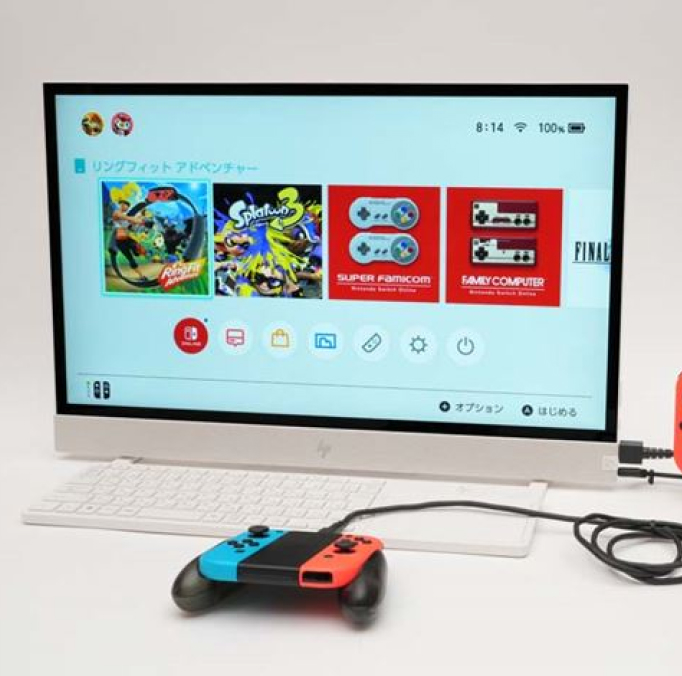 8:14 100%
リングフィット アドベンチャー
RingFit
Adventure
Splatoon 3
SUPER FAMICOM
Nintendo Switch Online
FAMILY COMPUTER
Nintendo Switch Online
FINAL
ONLINE
+ オプション A はじめる
hp